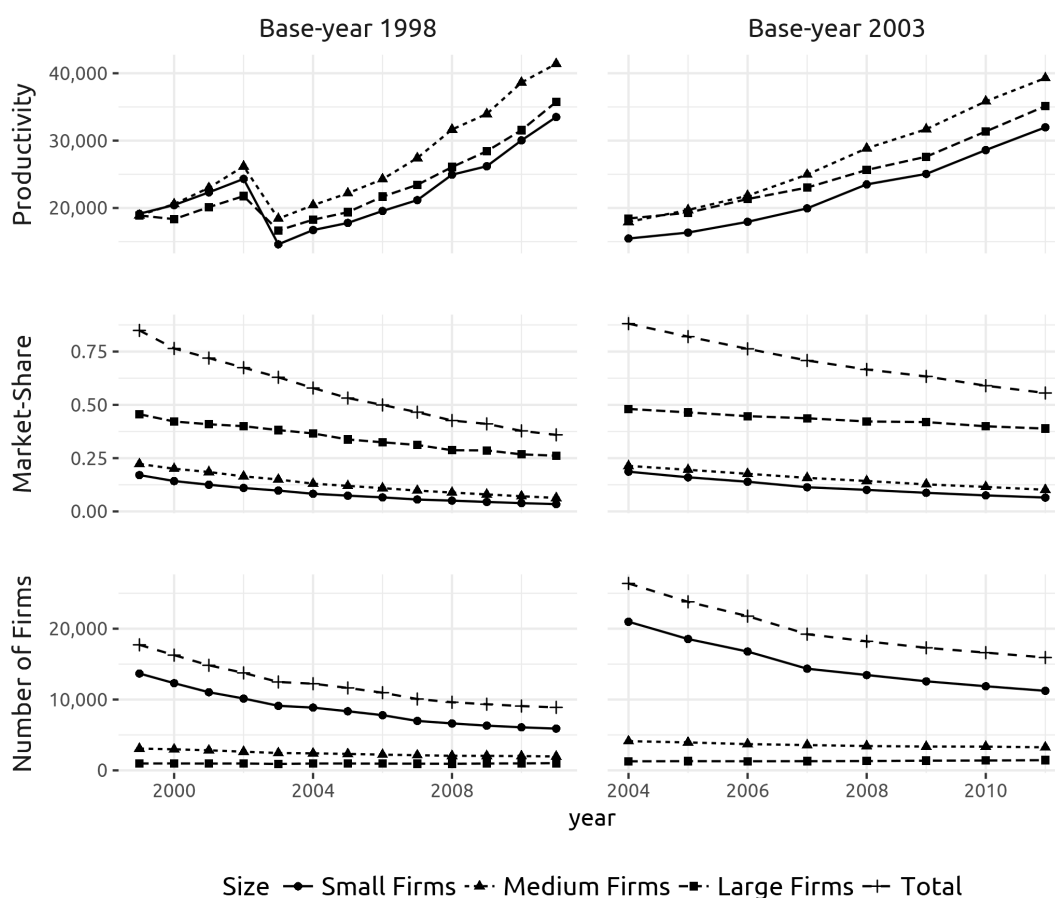 Base-year 1998 Base-year 2003
Productivity
40,000
30,000
20,000
Market-Share
0.75
0.50
0.25
0.00
Number of Firms
20,000
10,000
0
2000 2004 2008 2004 2006 2008 2010
year
Size Small Firms Medium Firms Large Firms Total